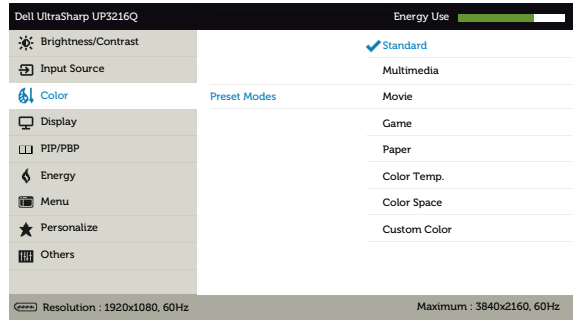 Dell UltraSharp UP3216Q
Energy Use
Brightness/Contrast
Standard
Input Source
Multimedia
Color
Preset Modes
Movie
Display
Game
PIP/PBP
Paper
Energy
Color Temp.
Menu
Color Space
Personalize
Custom Color
Others
Resolution : 1920x1080, 60Hz
Maximum : 3840x2160, 60Hz